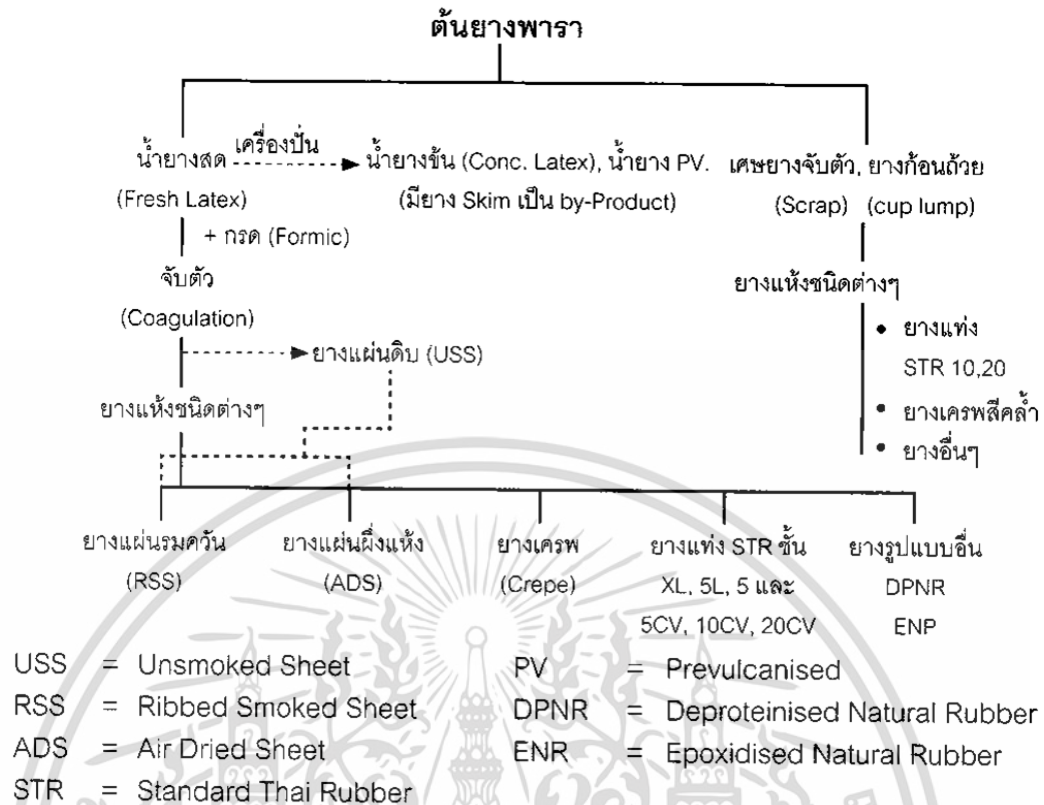 ต้นยางพารา
น้ำยางสด เครื่องปั่น น้ำยางข้น (Conc. Latex), น้ำยาง PV. เศษยางจับตัว, ยางก้อนถ้วย
(Fresh Latex) (มียาง Skim เป็น by-Product) (Scrap) (cup lump)
+ กรด (Formic)
จับตัว
(Coagulation)
ยางแผ่นดิบ (USS)
ยางแห้งชนิดต่างๆ
ยางแห้งชนิดต่างๆ
• ยางแท่ง
STR 10,20
• ยางเครพสีคล้ำ
• ยางอื่นๆ
ยางแผ่นรมควัน ยางแผ่นผึ่งแห้ง ยางเครพ ยางแท่ง STR ชั้น ยางรูปแบบอื่น
(RSS) (ADS) (Crepe) XL, 5L, 5 และ DPNR
5CV, 10CV, 20CV ENP
USS = Unsmoked Sheet PV = Prevulcanised
RSS = Ribbed Smoked Sheet DPNR = Deproteinised Natural Rubber
ADS = Air Dried Sheet ENR = Epoxidised Natural Rubber
STR = Standard Thai Rubber